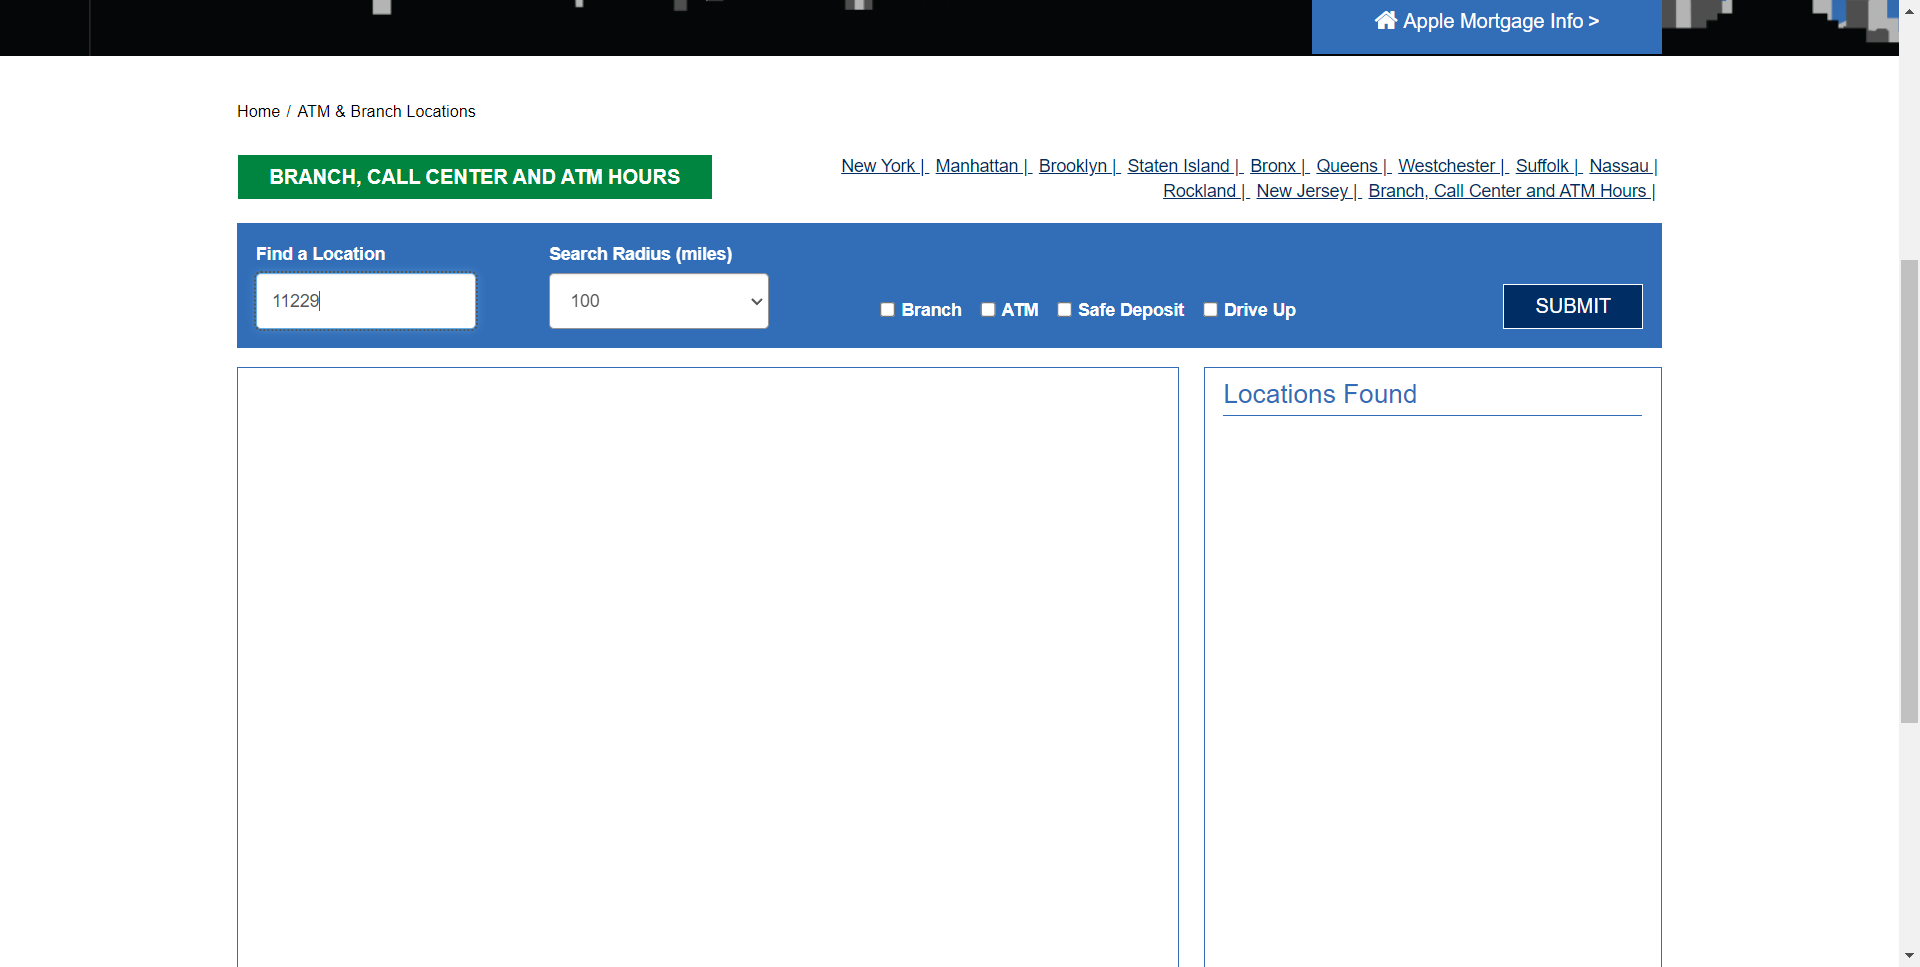 Apple Mortgage Info >
Home / ATM & Branch Locations
BRANCH, CALL CENTER AND ATM HOURS
New York | Manhattan | Brooklyn | Staten Island | Bronx | Queens | Westchester | Suffolk | Nassau |
Rockland | New Jersey | Branch, Call Center and ATM Hours |
Find a Location
Search Radius (miles)
11229
100
Branch ATM Safe Deposit Drive Up
SUBMIT
Locations Found